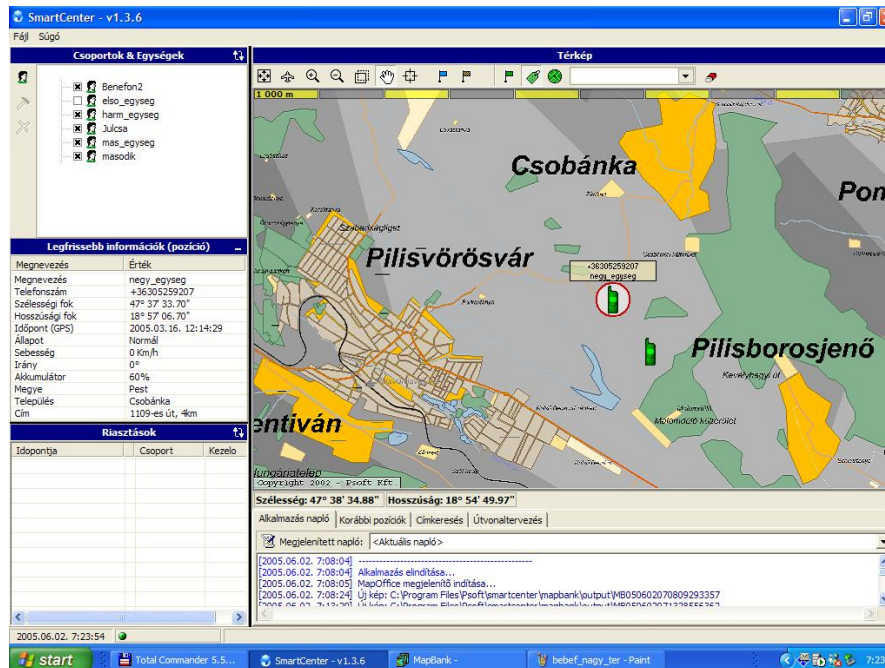 SmartCenter - v1.3.6
Fájl Súgó
Csoportok & Egységek
Benefon2
elso_egyseg
harm_egyseg
Julcsa
mas_egyseg
masodik
Legfrissebb információk (pozíció)
Megnevezés Érték
Megnevezés negy_egyseg
Telefonszám +36305259207
Szélességi fok 47° 37' 33.70"
Hosszúsági fok 18° 57' 06.70"
Időpont (GPS) 2005.03.16. 12:14:29
Állapot Normál
Sebesség 0 Km/h
Irány 0°
Akkumulátor 60%
Megye Pest
Település Csobánka
Cím 1109-es út, 4km
Riasztások
Idopontja Csoport Kezelo
Térkép
1 000 m
Csobánka
Pom
Szabadságliget
Pilisvörösvár
+36305259207
negy_egyseg
Pilisborosjenő
Kevélyhegyi út
entiván
Copyright 2002 - Psoft Kft.
Szélesség: 47° 38' 34.88" Hosszúság: 18° 54' 49.97"
Alkalmazás napló Korábbi pozíciók Címkeresés Útvonaltervezés
Megjelenített napló: <Aktuális napló>
[2005.06.02. 7:08:04] --------------------------------------------------
[2005.06.02. 7:08:04] Alkalmazás elindítása...
[2005.06.02. 7:08:05] MapOffice megjelenítő indítása...
[2005.06.02. 7:08:24] Új kép: C:\Program Files\Psoft\smartcenter\mapbank\output\MB050602070809293357
2005.06.02. 7:23:54
start Total Commander 5.5... SmartCenter - v1.3.6 MapBank - bebef_nagy_ter - Paint